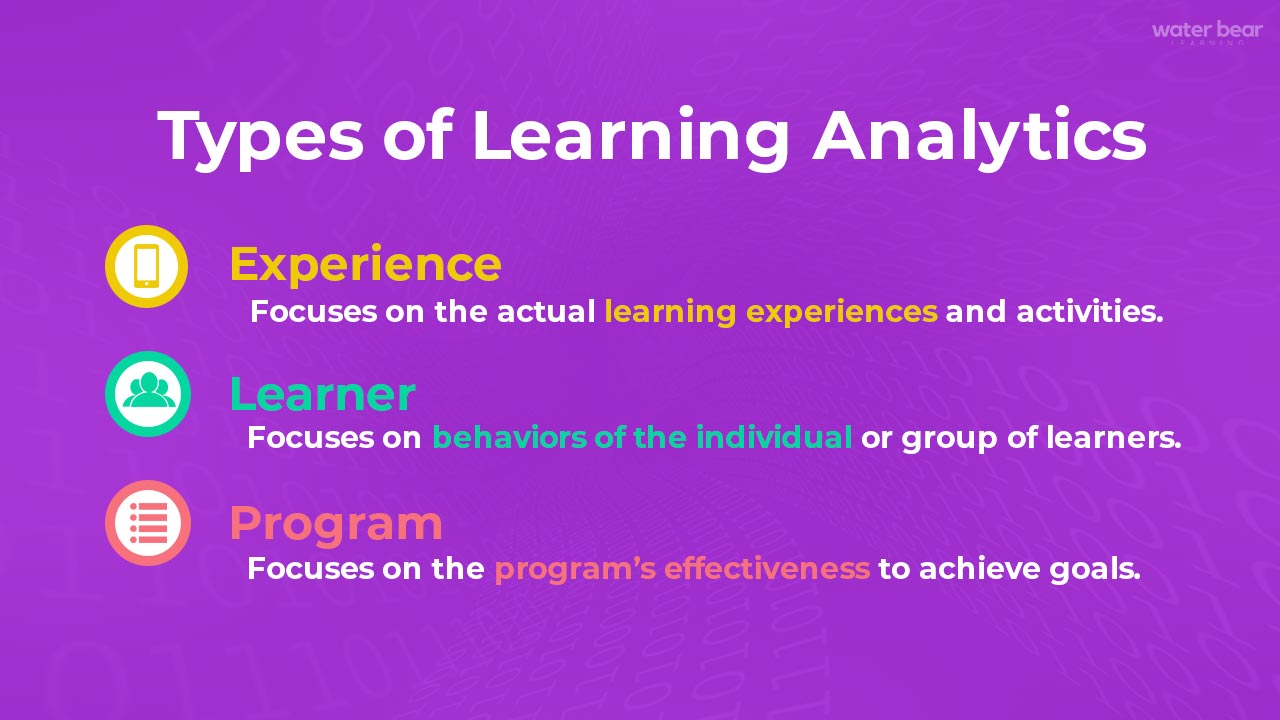 water bear
LEARNING
Types of Learning Analytics
Experience
Focuses on the actual learning experiences and activities.
Learner
Focuses on behaviors of the individual or group of learners.
Program
Focuses on the program's effectiveness to achieve goals.